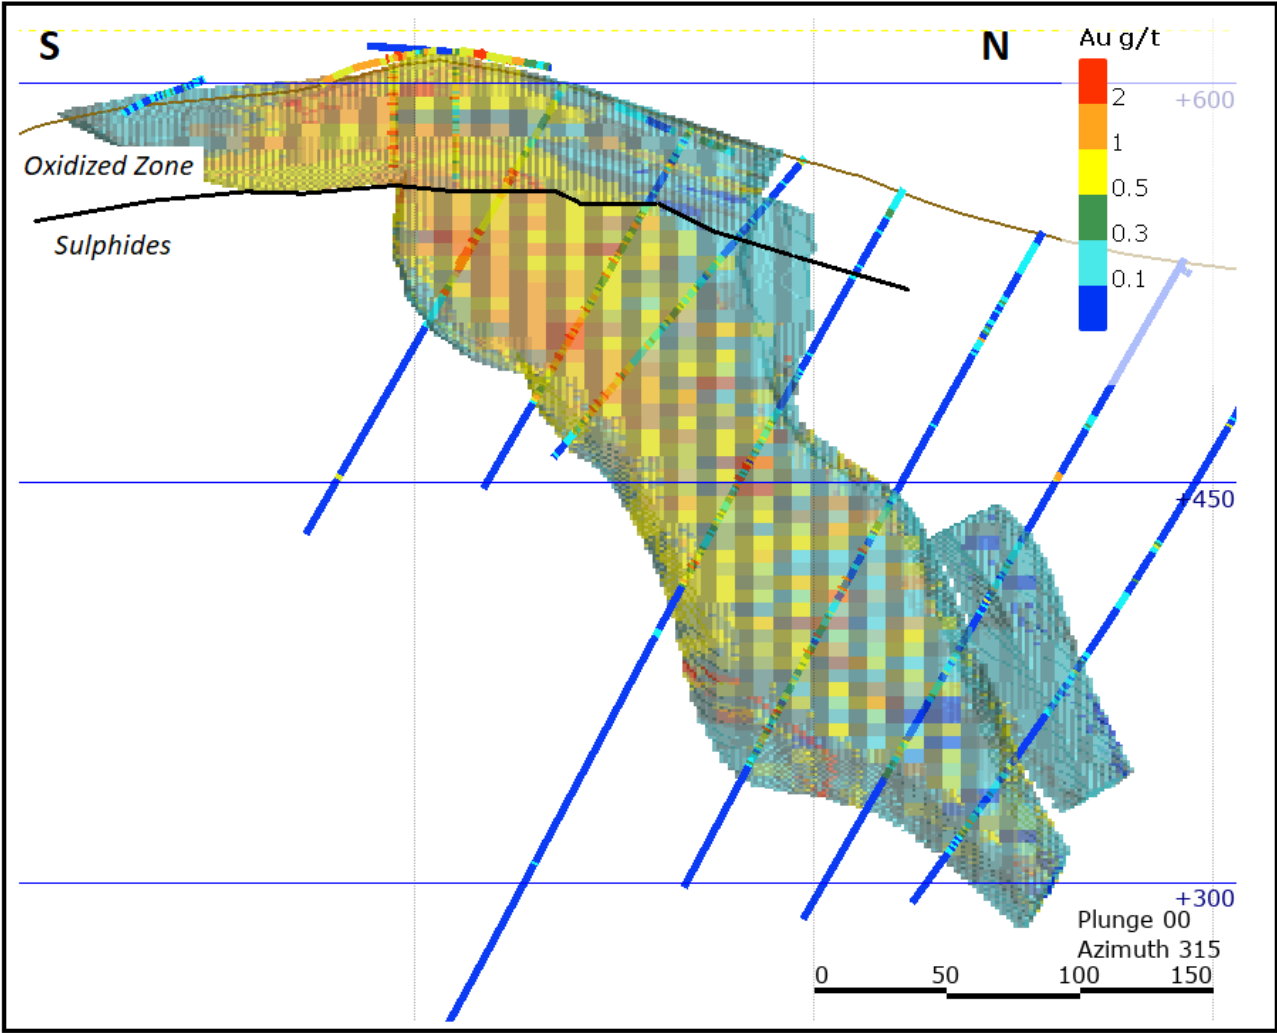 S
N
Au g/t
2
+600
1
Oxidized Zone
0.5
0.3
Sulphides
0.1
+450
+300
Plunge 00
Azimuth 315
0 50 100 150